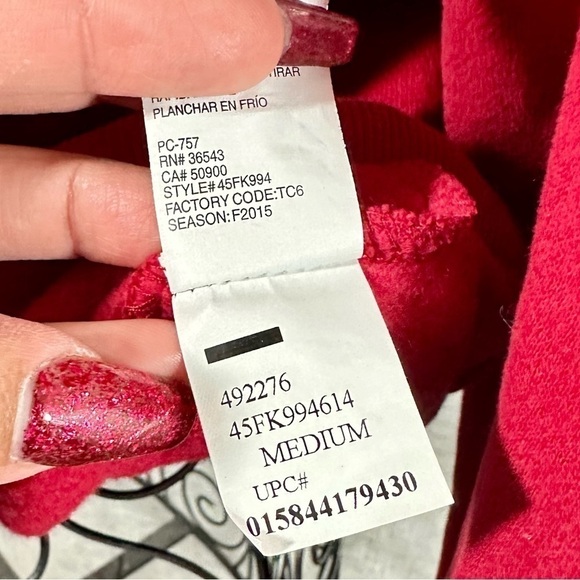 TIRAR
PLANCHAR EN FRÍO
PC-757
RN# 36543
CA# 50900
STYLE# 45FK994
FACTORY CODE:TC6
SEASON: F2015
492276
45FK994614
MEDIUM
UPC#
015844179430